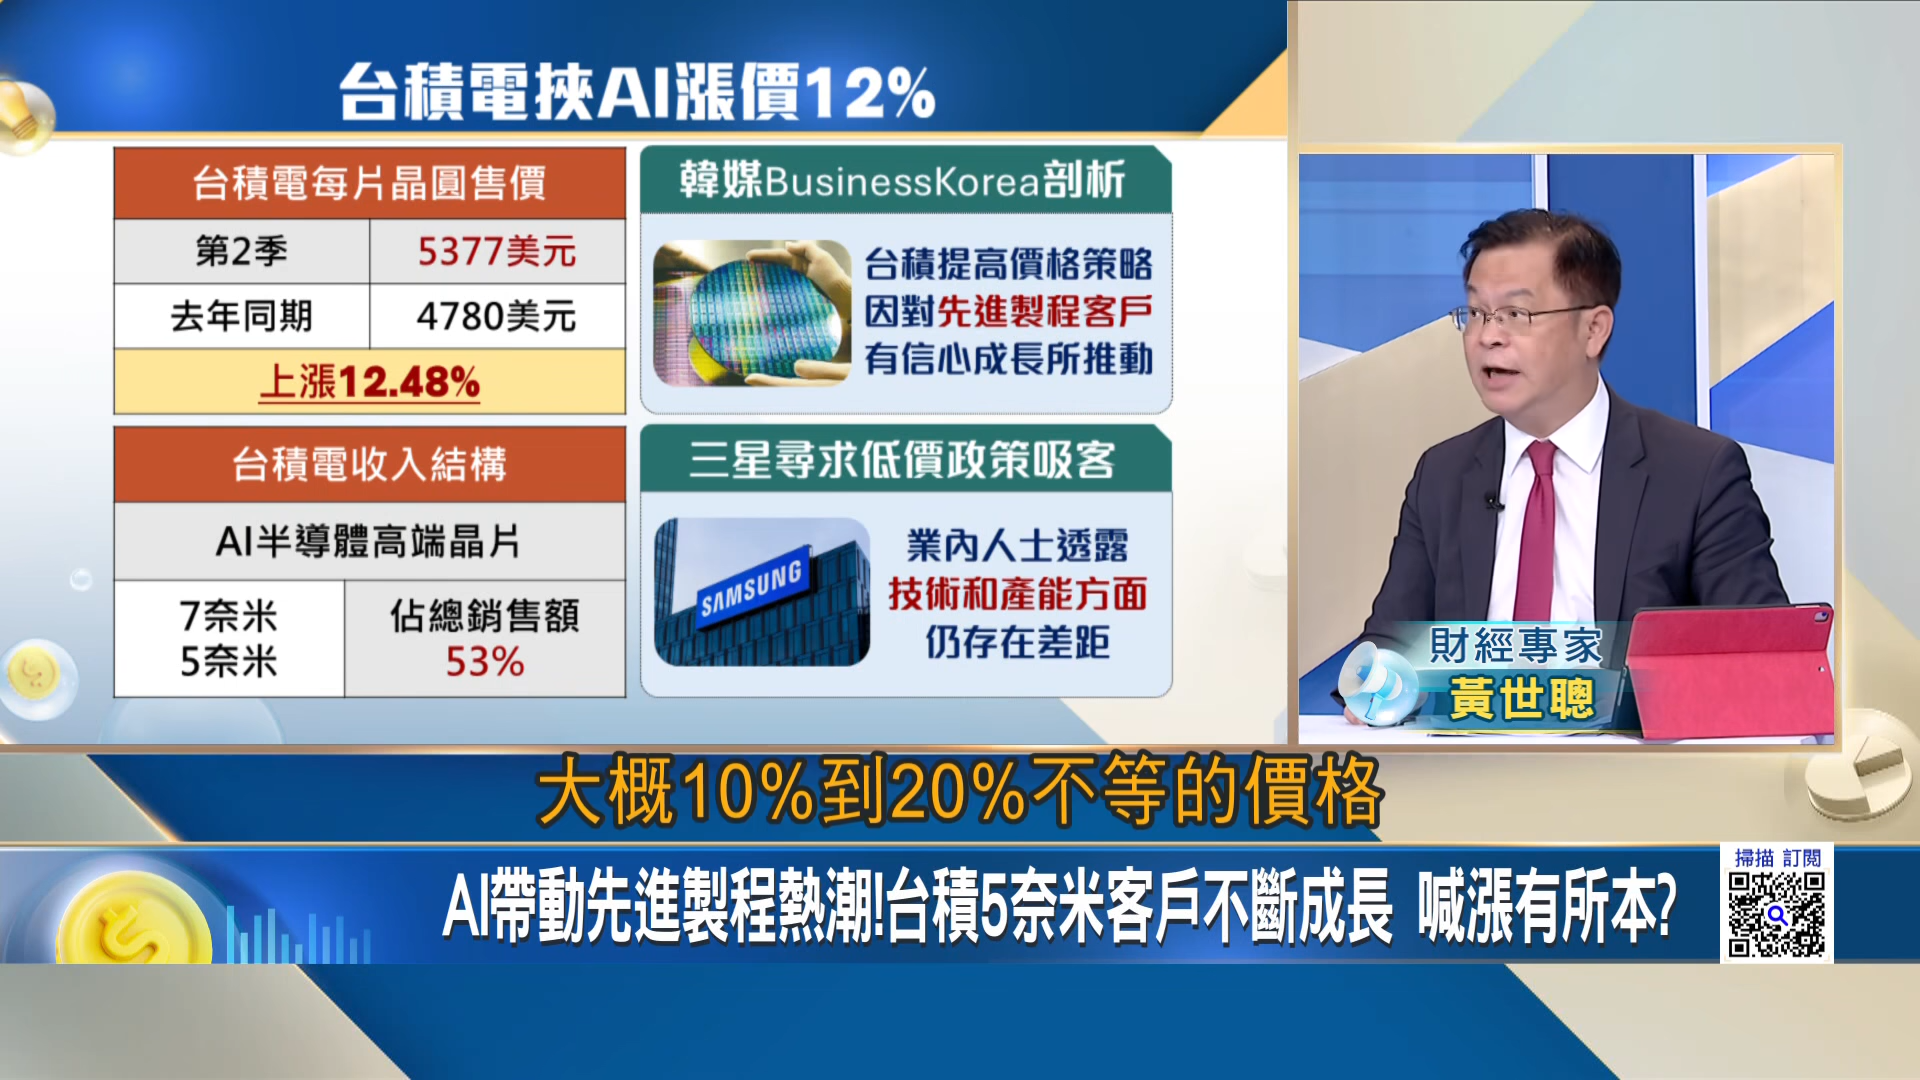 台積電挾AI漲價12%
台積電每片晶圓售價
第2季 5377美元
去年同期 4780美元
上漲12.48%
台積電收入結構
AI半導體高端晶片
7奈米
5奈米
佔總銷售額
53%
韓媒BusinessKorea剖析
台積提高價格策略
因對先進製程客戶
有信心成長所推動
三星尋求低價政策吸客
SAMSUNG
業內人士透露
技術和產能方面
仍存在差距
財經專家
黃世聰
大概10%到20%不等的價格
AI帶動先進製程熱潮!台積5奈米客戶不斷成長 喊漲有所本?
掃描 訂閱